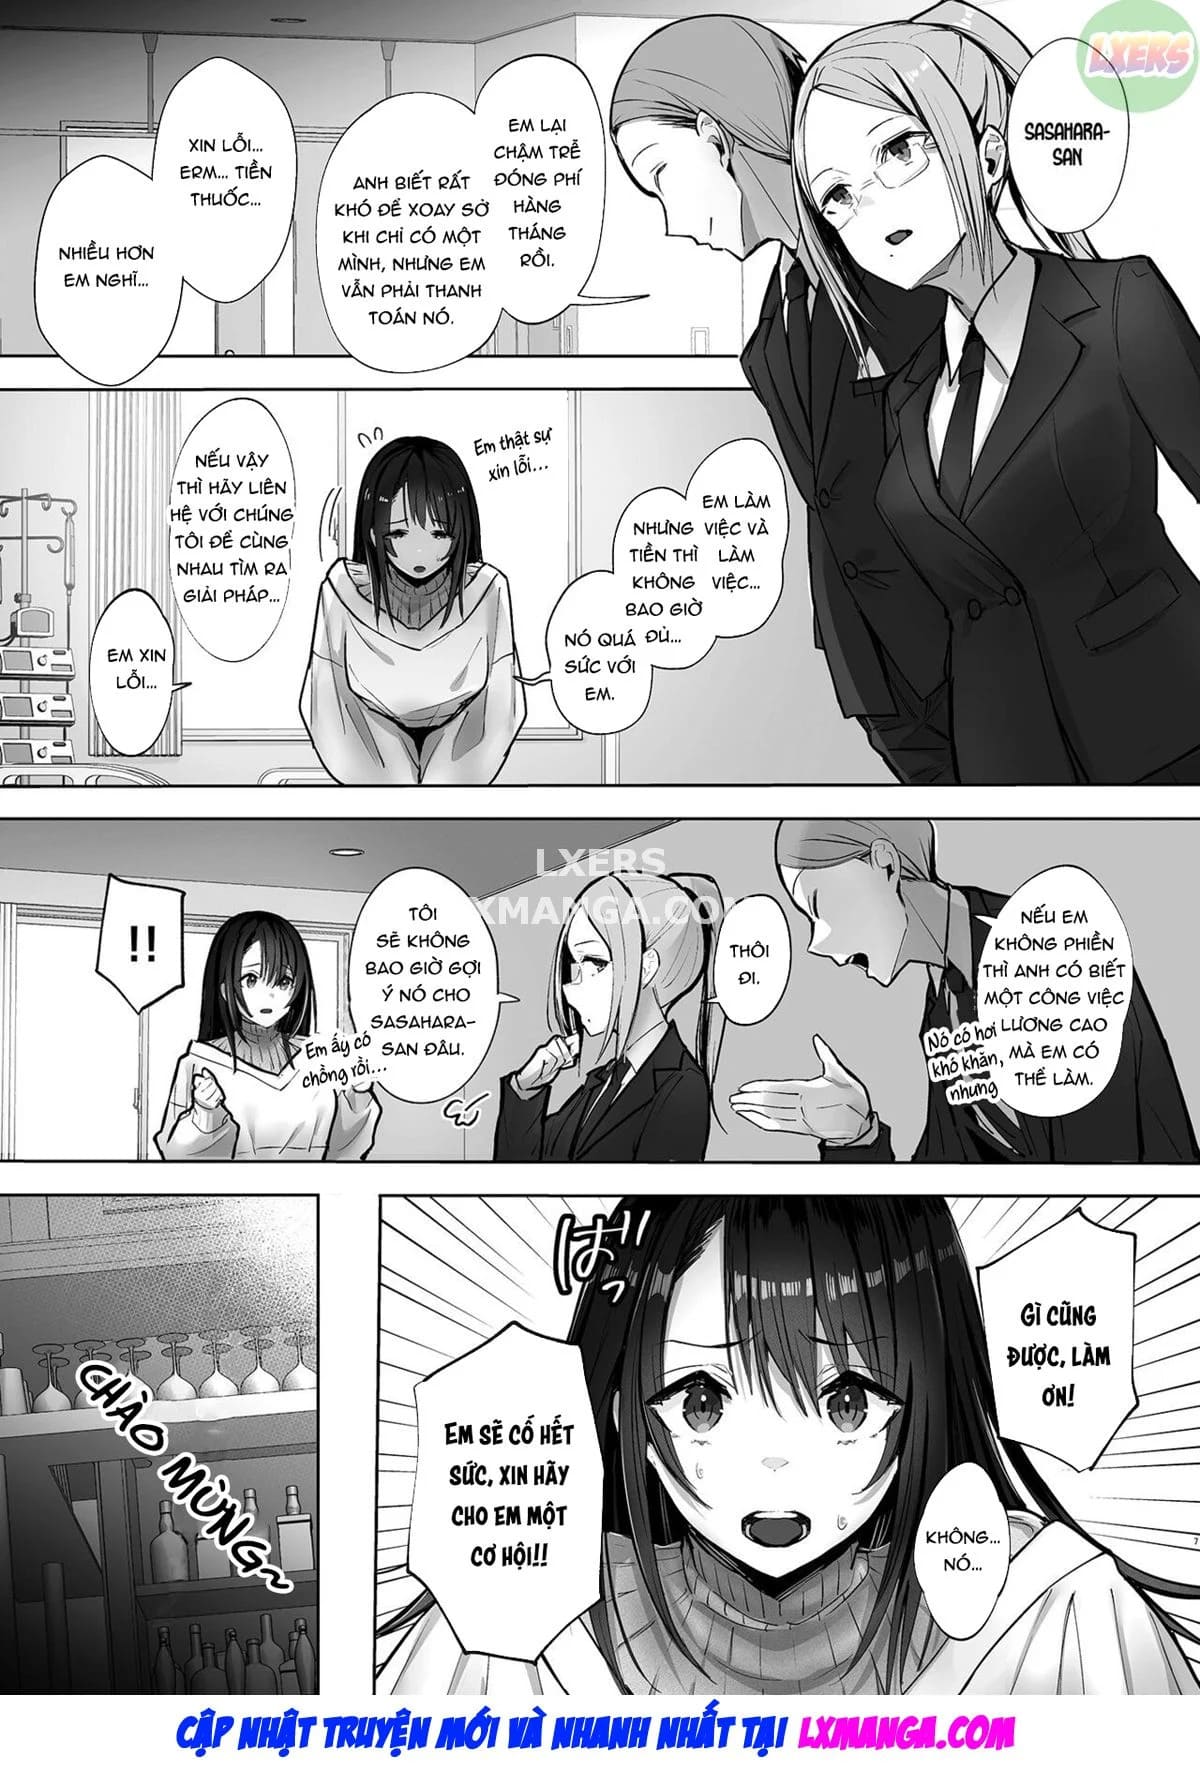 LXERS
SASAHARA-
SAN
EM LẠI
CHẬM TRỄ
ĐÓNG PHÍ
HÀNG
THÁNG
RỒI.
ANH BIẾT RẤT
KHÓ ĐỂ XOAY SỞ
KHI CHỈ CÓ MỘT
MÌNH, NHƯNG EM
VẪN PHẢI THANH
TOÁN NÓ.
XIN LỖI...
ERM... TIỀN
THUỐC...
NHIỀU HƠN
EM NGHĨ...
EM LÀM
VIỆC VÀ
LÀM
VIỆC...
NHƯNG
TIỀN THÌ
KHÔNG
BAO GIỜ
ĐỦ...
NÓ QUÁ
SỨC VỚI
EM.
Em thật sự
xin lỗi...
NẾU VẬY
THÌ HÃY LIÊN
HỆ VỚI CHÚNG
TÔI ĐỂ CÙNG
NHAU TÌM RA
GIẢI PHÁP...
EM XIN
LỖI...
NẾU EM
KHÔNG PHIỀN
THÌ ANH CÓ BIẾT
MỘT CÔNG VIỆC
LƯƠNG CAO
MÀ EM CÓ
THỂ LÀM.
Nó có hơi
khó khăn,
nhưng
THÔI
ĐI.
TÔI
SẼ KHÔNG
BAO GIỜ GỢI
Ý NÓ CHO
SASAHARA-
SAN ĐÂU.
Em ấy có
chồng rồi...
!!
LXERS
XMANGA.COM
GÌ CŨNG
ĐƯỢC, LÀM
ƠN!
ばっ
EM SẼ CỐ HẾT
SỨC, XIN HÃY
CHO EM MỘT
CƠ HỘI!!
KHÔNG...
NÓ...
7
CHÀO MỪNG~
CẬP NHẬT TRUYỆN MỚI VÀ NHANH NHẤT TẠI LXMANGA.COM